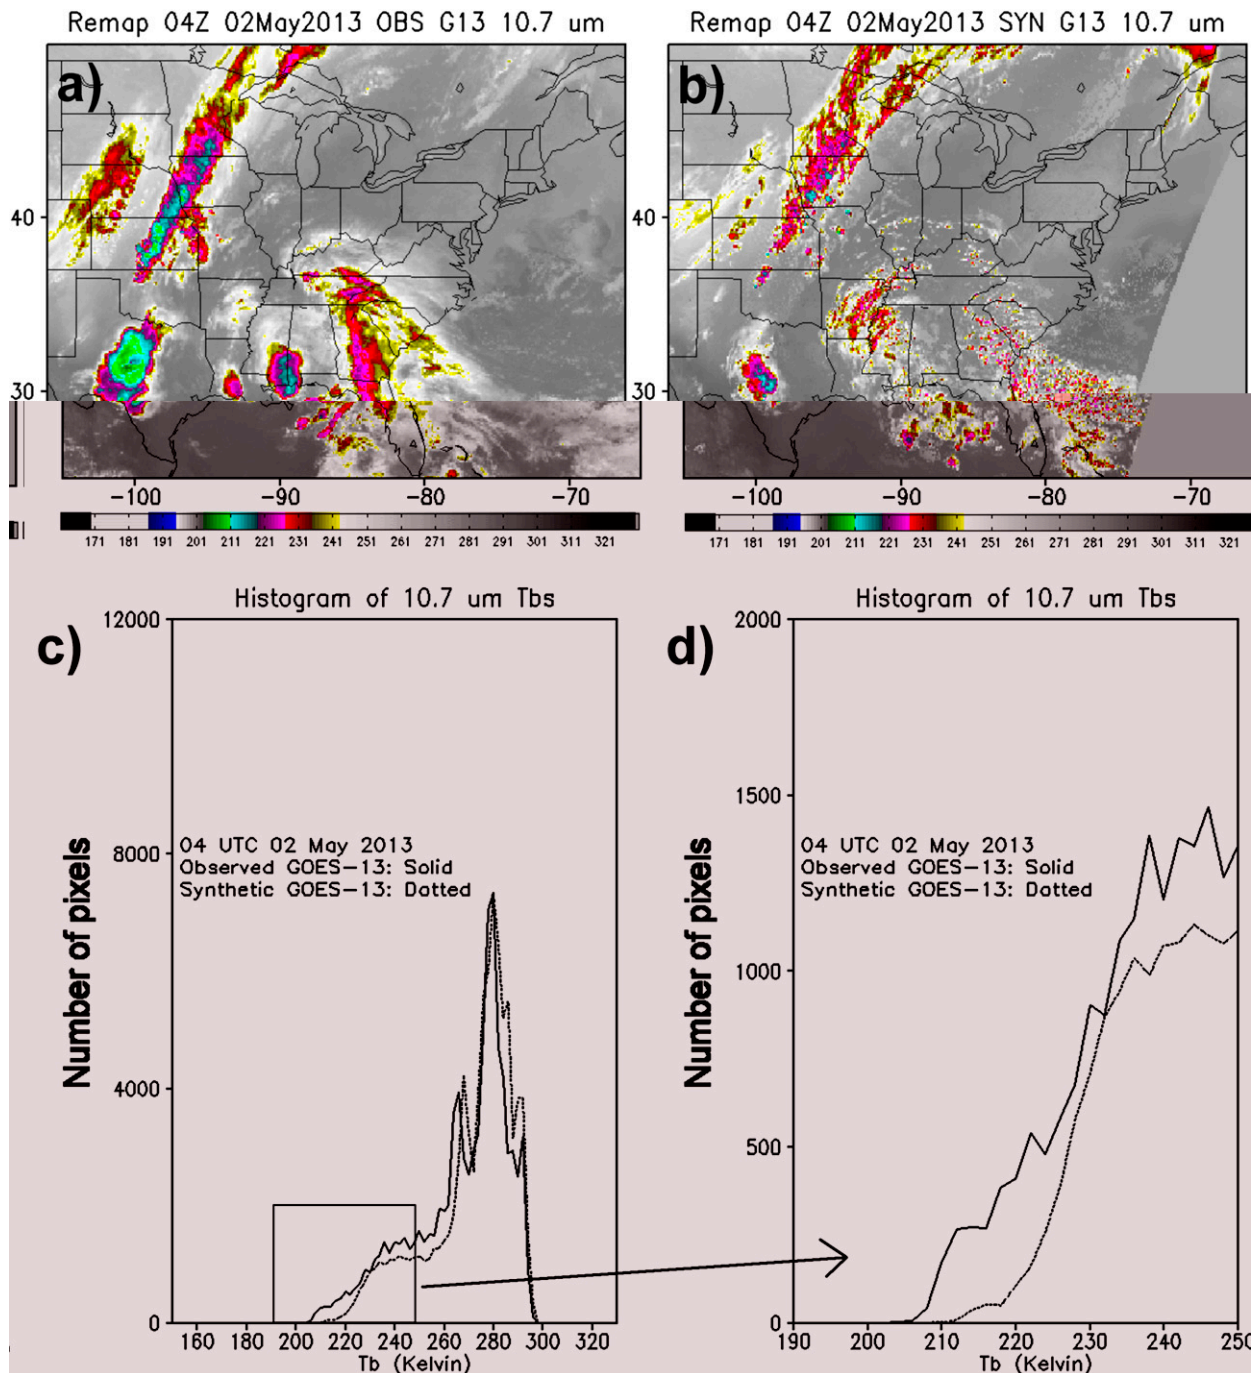 Remap 04Z 02May2013 OBS G13 10.7 um
Remap 04Z 02May2013 SYN G13 10.7 um
a)
b)
40
40
30
30
-100
-90
-80
-70
-100
-90
-80
-70
171 181 191 201 211 221 231 241 251 261 271 281 291 301 311 321
171 181 191 201 211 221 231 241 251 261 271 281 291 301 311 321
Histogram of 10.7 um Tbs
c)
12000
8000
4000
0
Number of pixels
04 UTC 02 May 2013
Observed GOES-13: Solid
Synthetic GOES-13: Dotted
160 180 200 220 240 260 280 300 320
Tb (Kelvin)
Histogram of 10.7 um Tbs
d)
2000
1500
1000
500
0
Number of pixels
04 UTC 02 May 2013
Observed GOES-13: Solid
Synthetic GOES-13: Dotted
190 200 210 220 230 240 250
Tb (Kelvin)